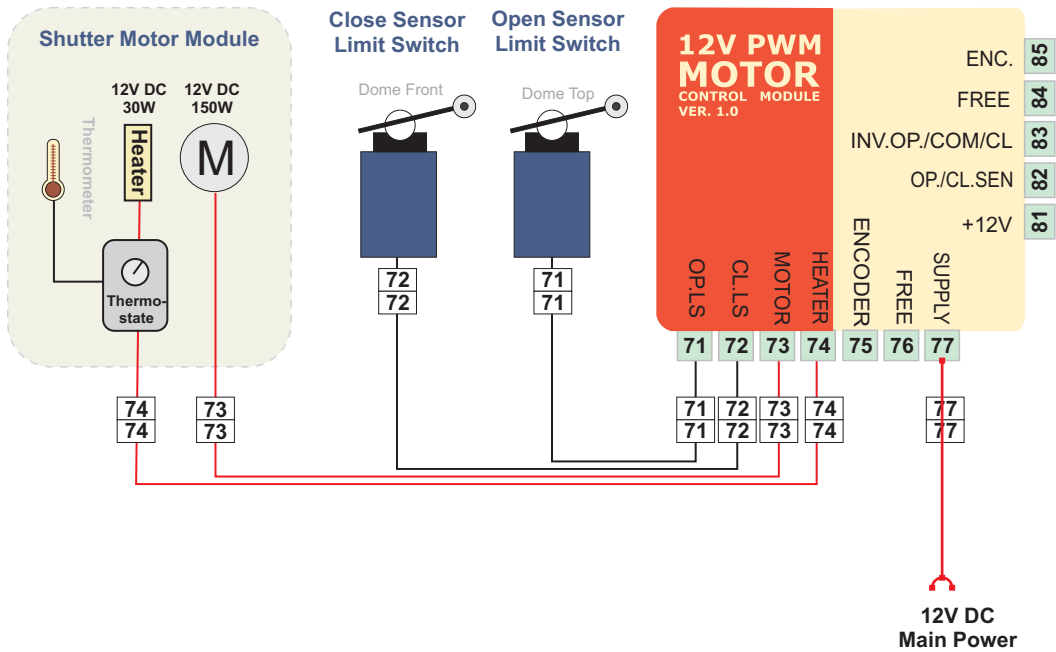 Shutter Motor Module
12V DC
30W
12V DC
150W
Thermometer
Heater
M
Thermo-
state
74
74
73
73
Close Sensor
Limit Switch
Dome Front
72
72
Open Sensor
Limit Switch
Dome Top
71
71
12V PWM
MOTOR
CONTROL MODULE
VER. 1.0
ENC.
85
FREE
84
INV.OP./COM/CL
83
OP./CL.SEN
82
+12V
81
OP.LS
CL.LS
MOTOR
HEATER
ENCODER
FREE
SUPPLY
71
72
73
74
75
76
77
71
72
73
74
77
71
72
73
74
77
12V DC
Main Power